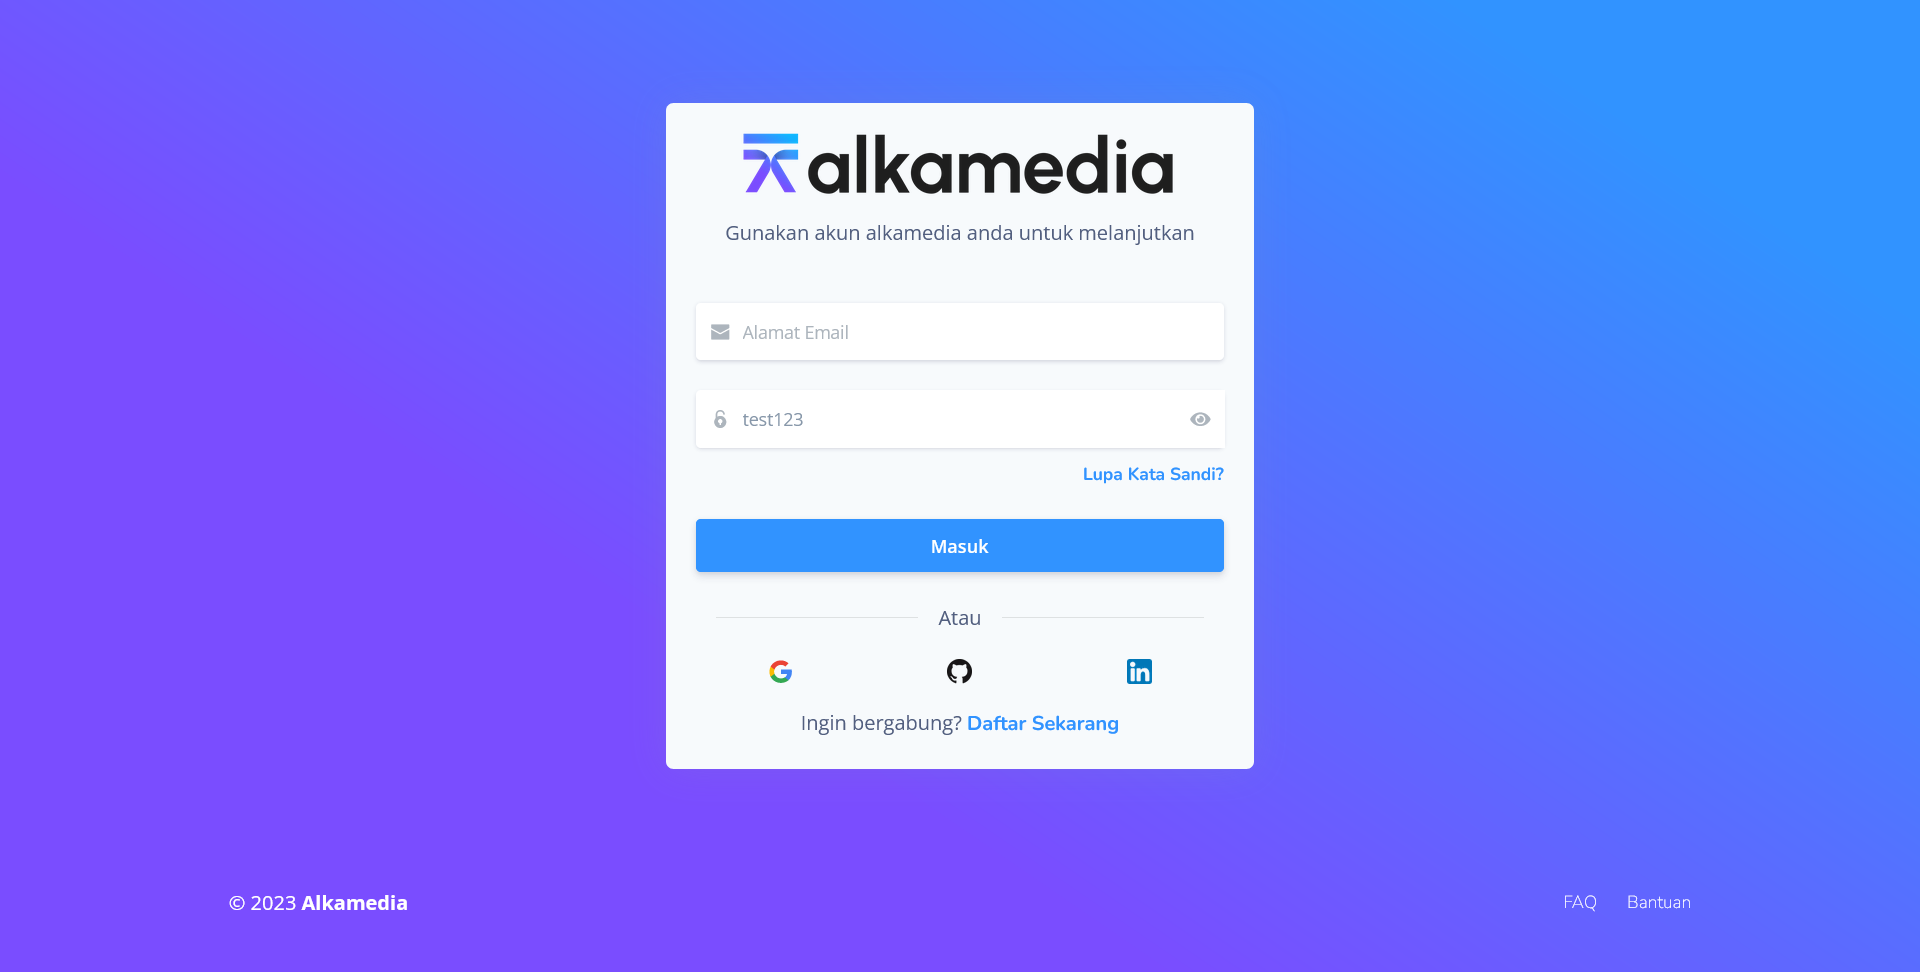 alkamedia
Gunakan akun alkamedia anda untuk melanjutkan
Alamat Email
test123
Lupa Kata Sandi?
Masuk
Atau
Ingin bergabung? Daftar Sekarang
© 2023 Alkamedia
FAQ Bantuan